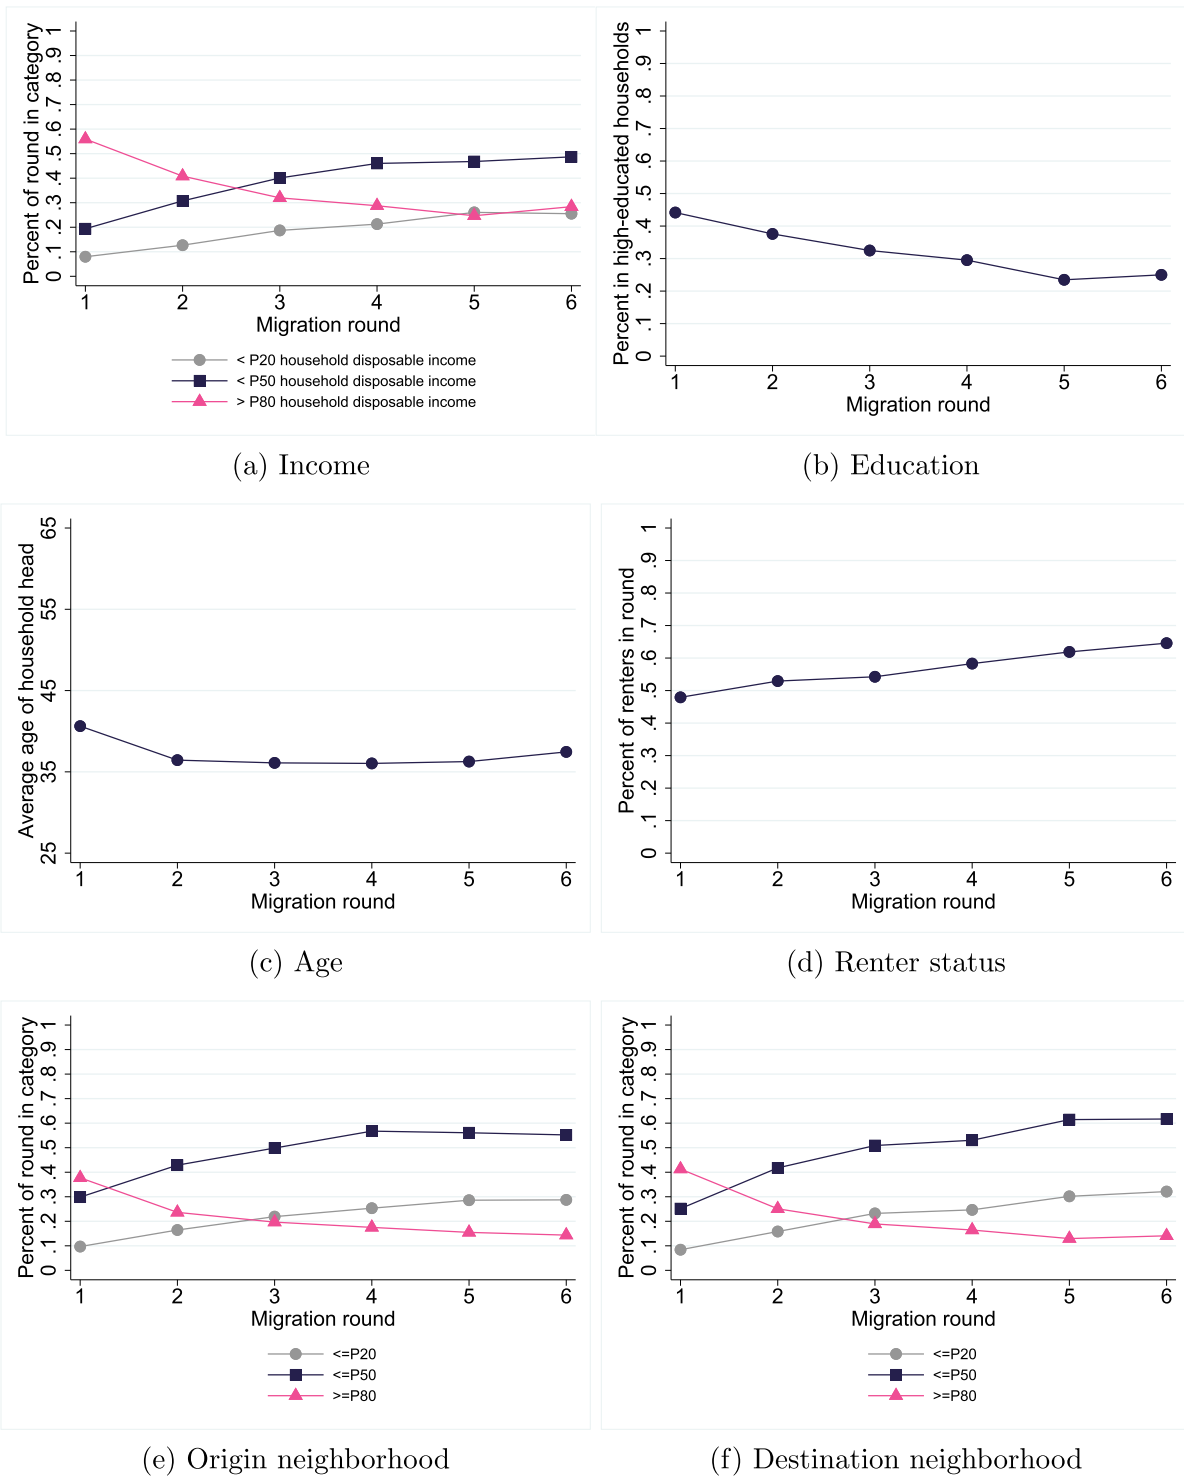 Percent of round in category
0 .1 .2 .3 .4 .5 .6 .7 .8 .9 1
1 2 3 4 5 6
Migration round
< P20 household disposable income
< P50 household disposable income
> P80 household disposable income
(a) Income
Percent in high-educated households
0 .1 .2 .3 .4 .5 .6 .7 .8 .9 1
1 2 3 4 5 6
Migration round
(b) Education
Average age of household head
25 35 45 55 65
1 2 3 4 5 6
Migration round
(c) Age
Percent of renters in round
0 .1 .2 .3 .4 .5 .6 .7 .8 .9 1
1 2 3 4 5 6
Migration round
(d) Renter status
Percent of round in category
0 .1 .2 .3 .4 .5 .6 .7 .8 .9 1
1 2 3 4 5 6
Migration round
<=P20
<=P50
>=P80
(e) Origin neighborhood
Percent of round in category
0 .1 .2 .3 .4 .5 .6 .7 .8 .9 1
1 2 3 4 5 6
Migration round
<=P20
<=P50
>=P80
(f) Destination neighborhood